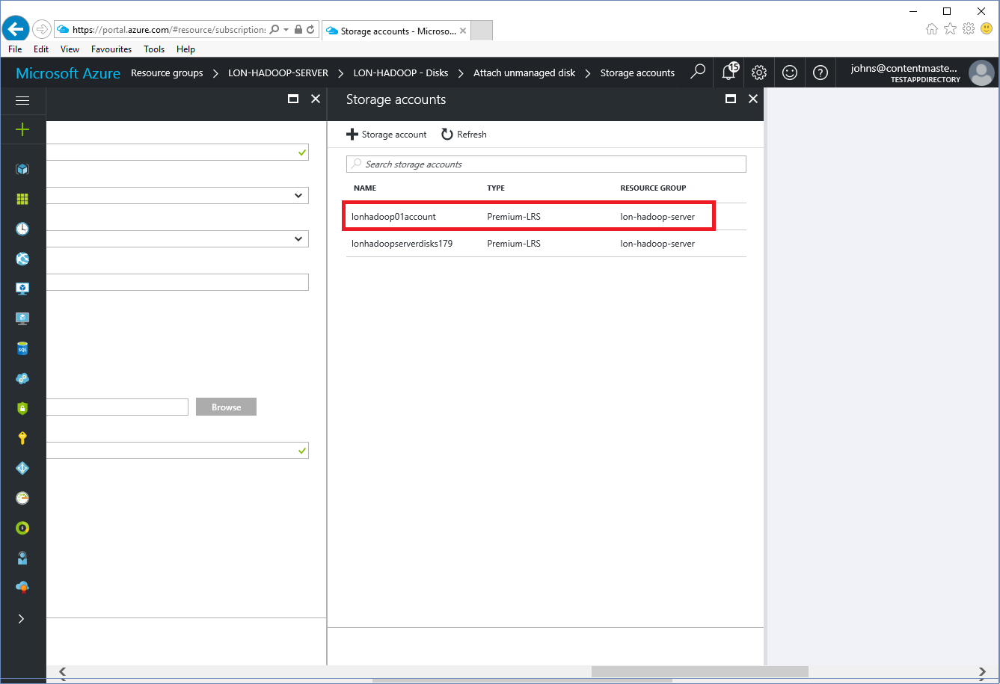 https://portal.azure.com/#resource/subscriptions
Storage accounts - Microso...
File Edit View Favourites Tools Help
Microsoft Azure Resource groups > LON-HADOOP-SERVER > LON-HADOOP - Disks > Attach unmanaged disk > Storage accounts 15 johns@contentmaste...
TESTAPPDIRECTORY
Storage accounts
Storage account Refresh
Search storage accounts
NAME TYPE RESOURCE GROUP
lonhadoop01account Premium-LRS lon-hadoop-server
lonhadoopserverdisks179 Premium-LRS lon-hadoop-server
SQL
Browse